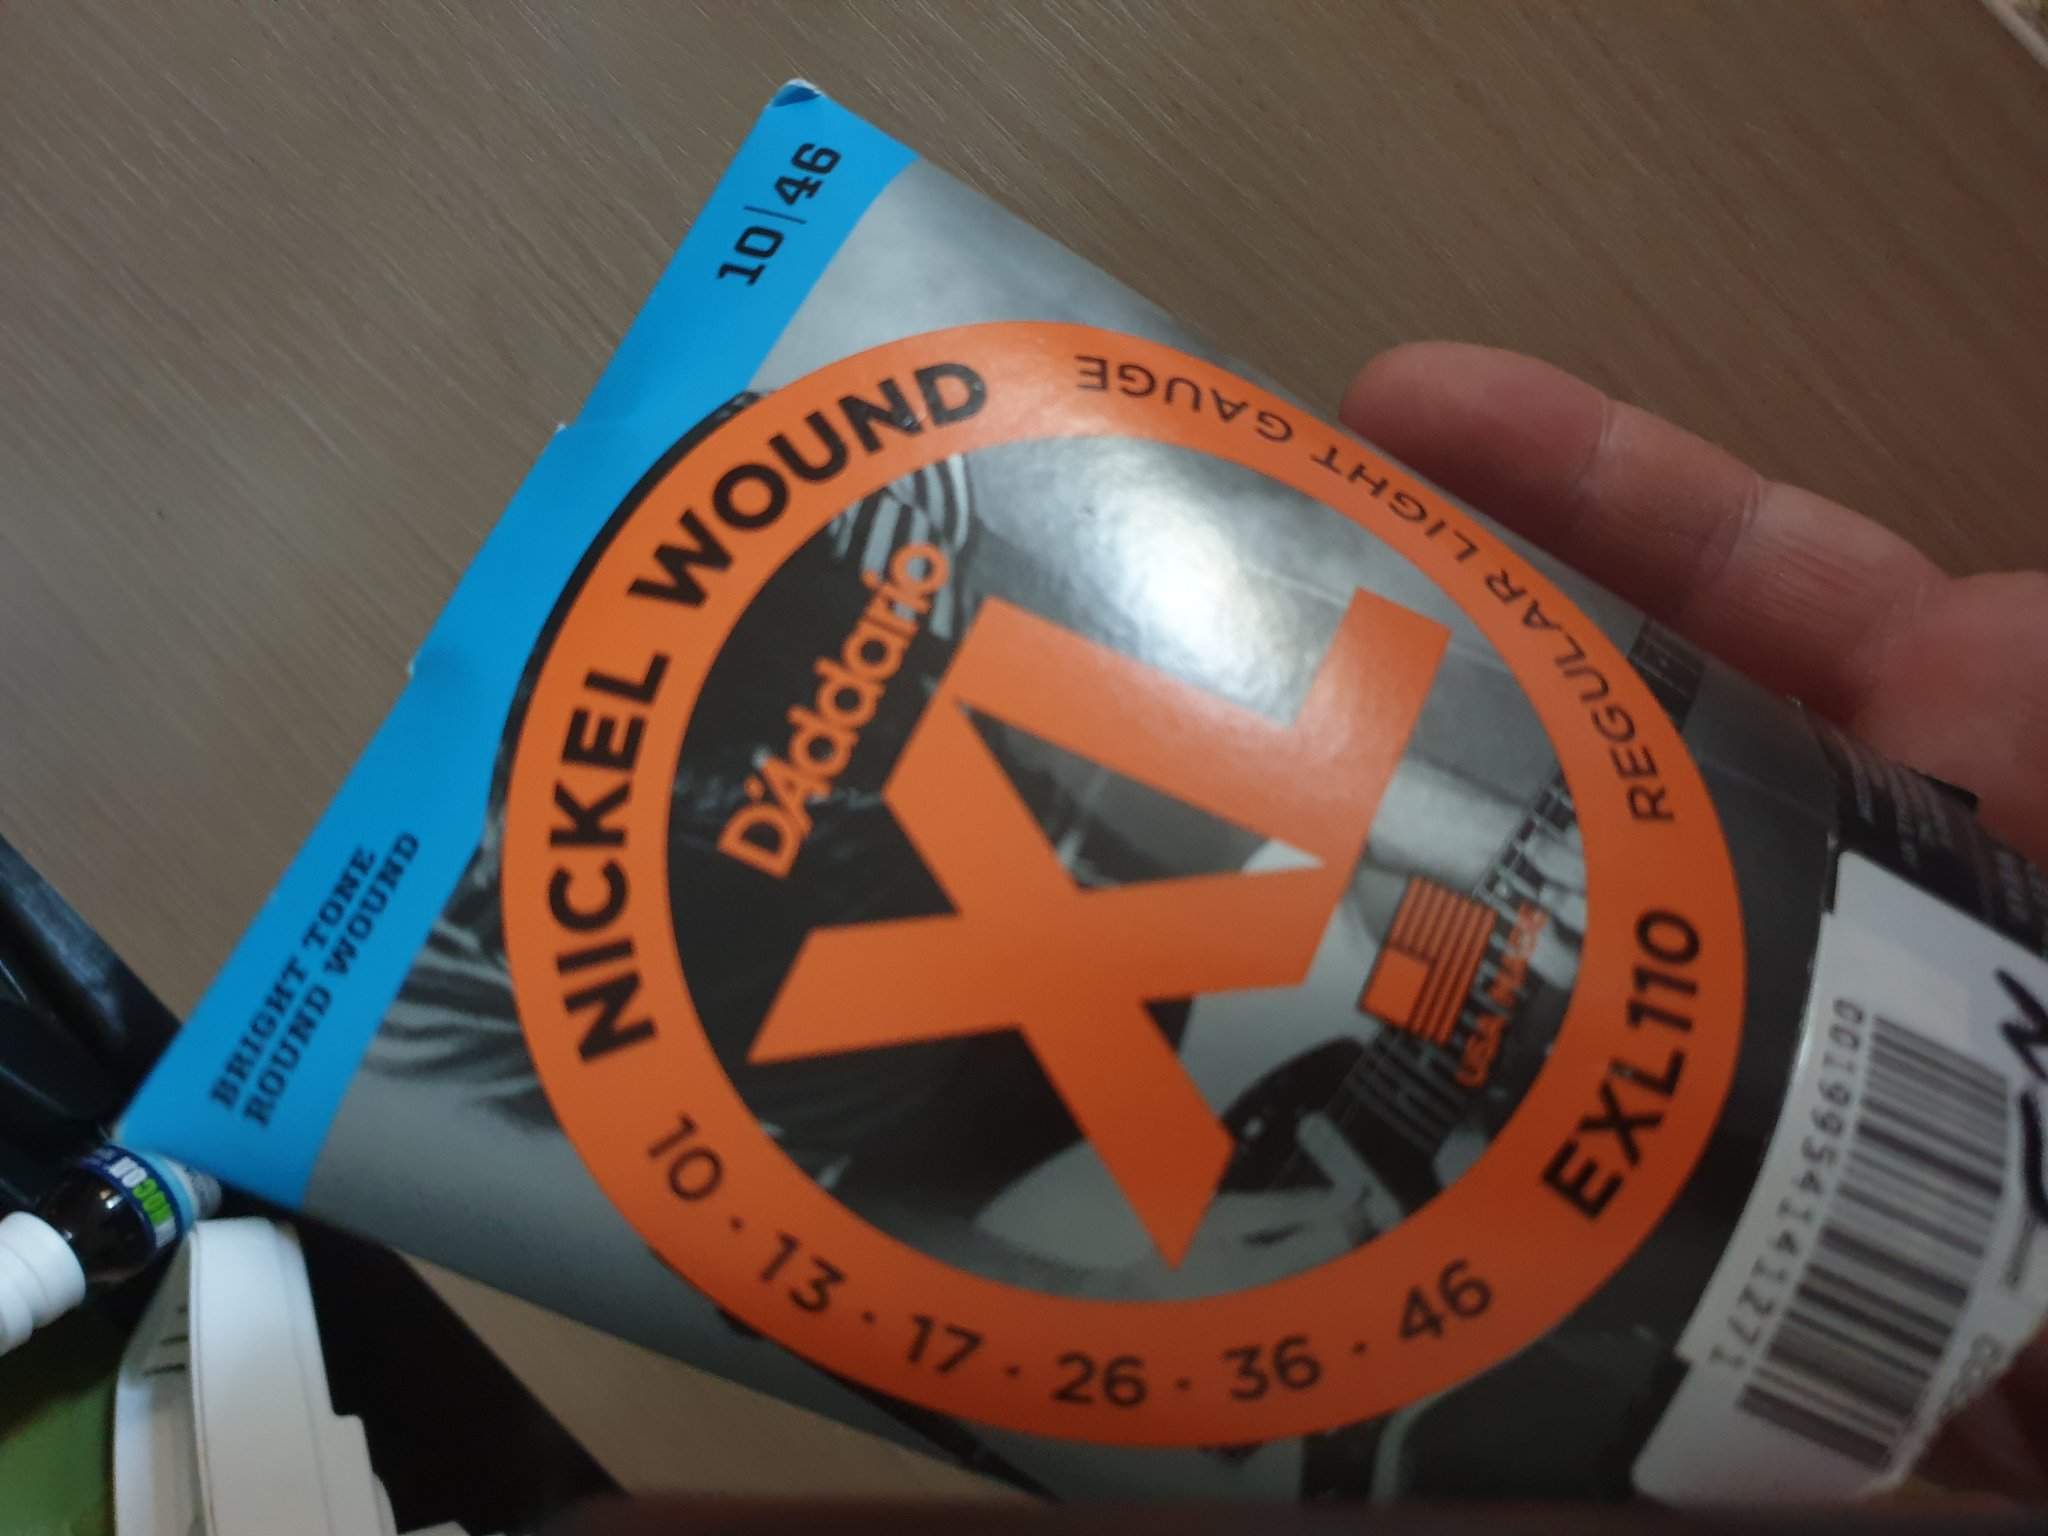 10|46
BRIGHT TONE
ROUND WOUND
NICKEL WOUND
REGULAR LIGHT GAUGE
D'Addario
XL
USA MADE
EXL110
10 · 13 · 17 · 26 · 36 · 46